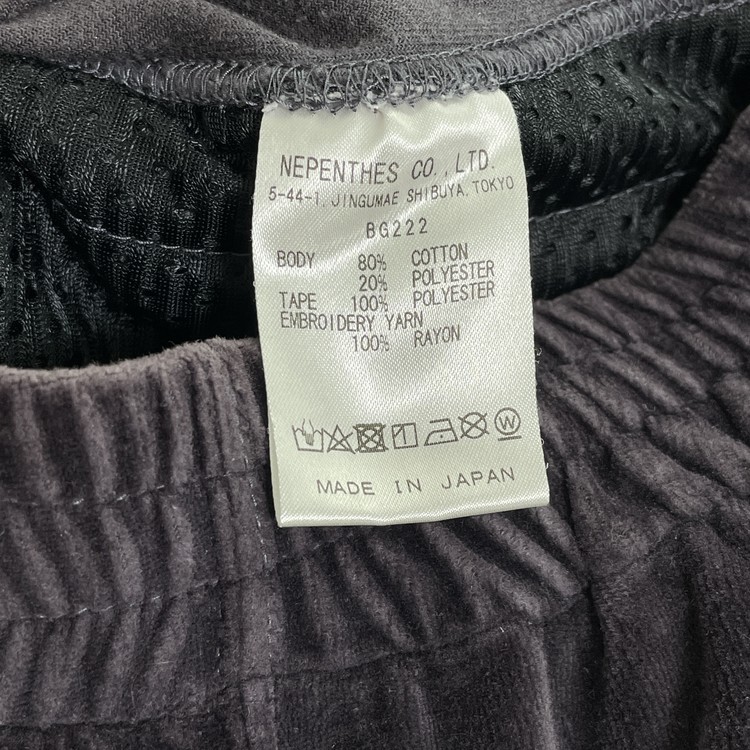 NEPENTHES CO., LTD.
5-44-1, JINGUMAE SHIBUYA, TOKYO
BG222
BODY 80% COTTON
20% POLYESTER
TAPE 100% POLYESTER
EMBROIDERY YARN
100% RAYON
W
MADE IN JAPAN